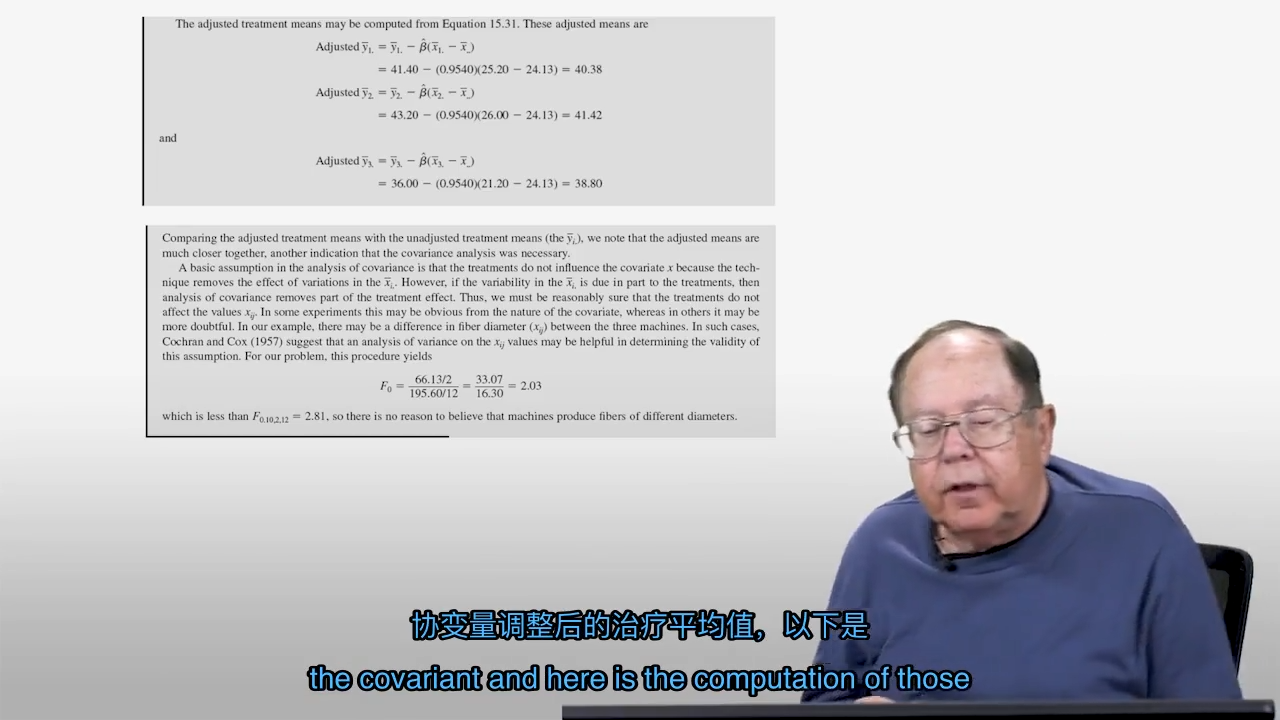 The adjusted treatment means may be computed from Equation 15.31. These adjusted means are
Adjusted ȳ₁. = ȳ₁. − β̂(x̄₁. − x̄..)
= 41.40 − (0.9540)(25.20 − 24.13) = 40.38
Adjusted ȳ₂. = ȳ₂. − β̂(x̄₂. − x̄..)
= 43.20 − (0.9540)(26.00 − 24.13) = 41.42
and
Adjusted ȳ₃. = ȳ₃. − β̂(x̄₃. − x̄..)
= 36.00 − (0.9540)(21.20 − 24.13) = 38.80
Comparing the adjusted treatment means with the unadjusted treatment means (the ȳᵢ.), we note that the adjusted means are
much closer together, another indication that the covariance analysis was necessary.
A basic assumption in the analysis of covariance is that the treatments do not influence the covariate x because the tech-
nique removes the effect of variations in the x̄ᵢ.. However, if the variability in the x̄ᵢ. is due in part to the treatments, then
analysis of covariance removes part of the treatment effect. Thus, we must be reasonably sure that the treatments do not
affect the values xᵢⱼ. In some experiments this may be obvious from the nature of the covariate, whereas in others it may be
more doubtful. In our example, there may be a difference in fiber diameter (xᵢⱼ) between the three machines. In such cases,
Cochran and Cox (1957) suggest that an analysis of variance on the xᵢⱼ values may be helpful in determining the validity of
this assumption. For our problem, this procedure yields
F₀ = 66.13/2 / 195.60/12 = 33.07 / 16.30 = 2.03
which is less than F₀.₁₀,₂,₁₂ = 2.81, so there is no reason to believe that machines produce fibers of different diameters.
协变量调整后的治疗平均值，以下是
the covariant and here is the computation of those